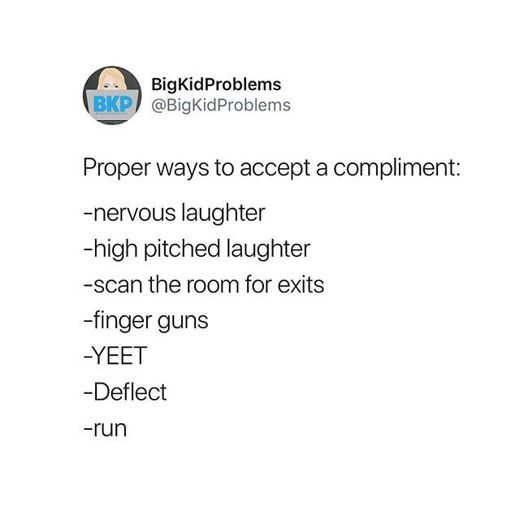 BigKidProblems
BKP @BigKidProblems
Proper ways to accept a compliment:
-nervous laughter
-high pitched laughter
-scan the room for exits
-finger guns
-YEET
-Deflect
-run